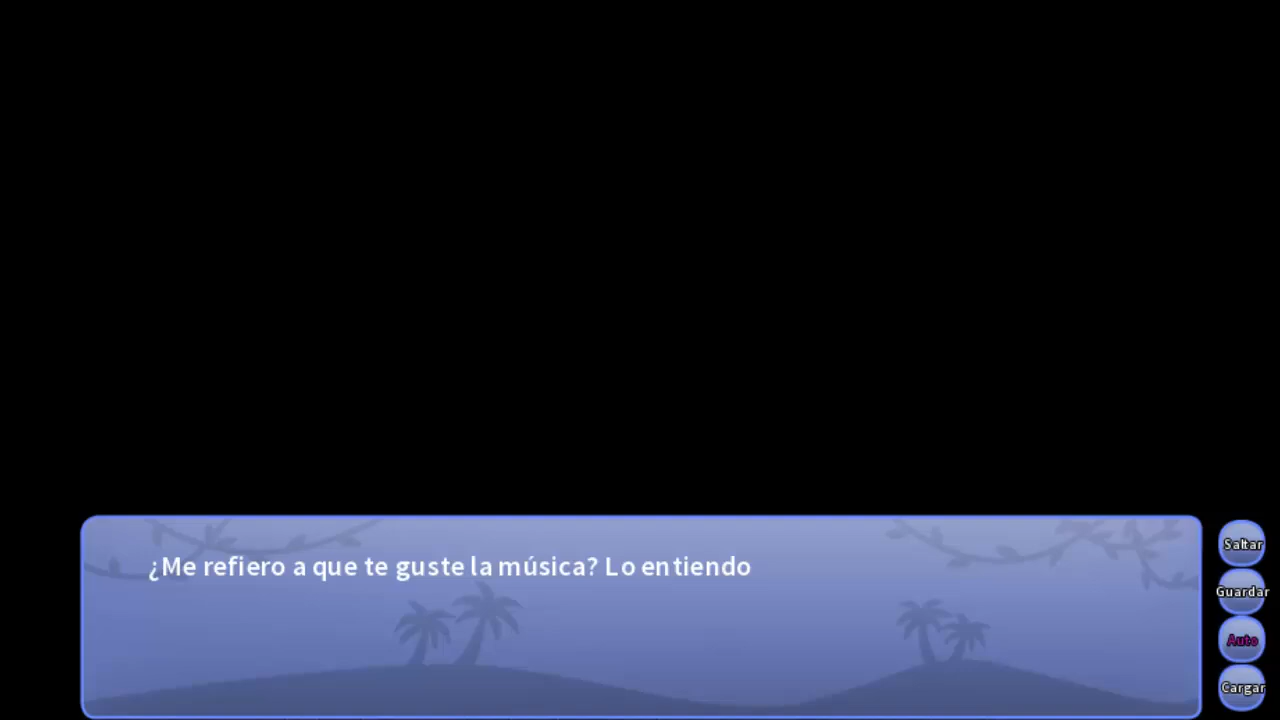 ¿Me refiero a que te guste la música? Lo entiendo
Saltar
Guardar
Auto
Cargar